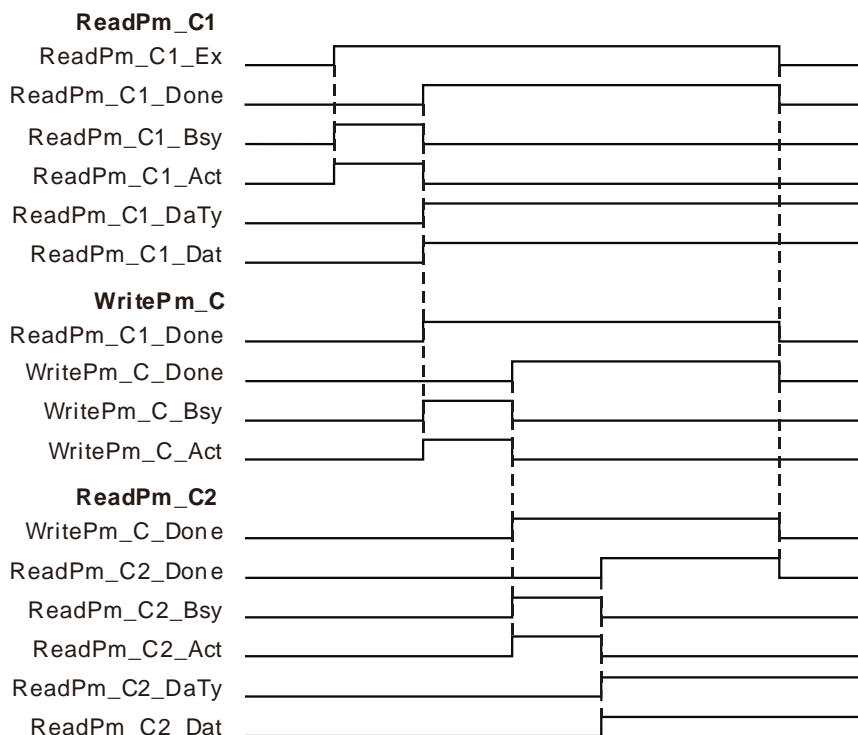 ReadPm_C1
ReadPm_C1_Ex
ReadPm_C1_Done
ReadPm_C1_Bsy
ReadPm_C1_Act
ReadPm_C1_DaTy
ReadPm_C1_Dat
WritePm_C
ReadPm_C1_Done
WritePm_C_Done
WritePm_C_Bsy
WritePm_C_Act
ReadPm_C2
WritePm_C_Done
ReadPm_C2_Done
ReadPm_C2_Bsy
ReadPm_C2_Act
ReadPm_C2_DaTy
ReadPm_C2_Dat